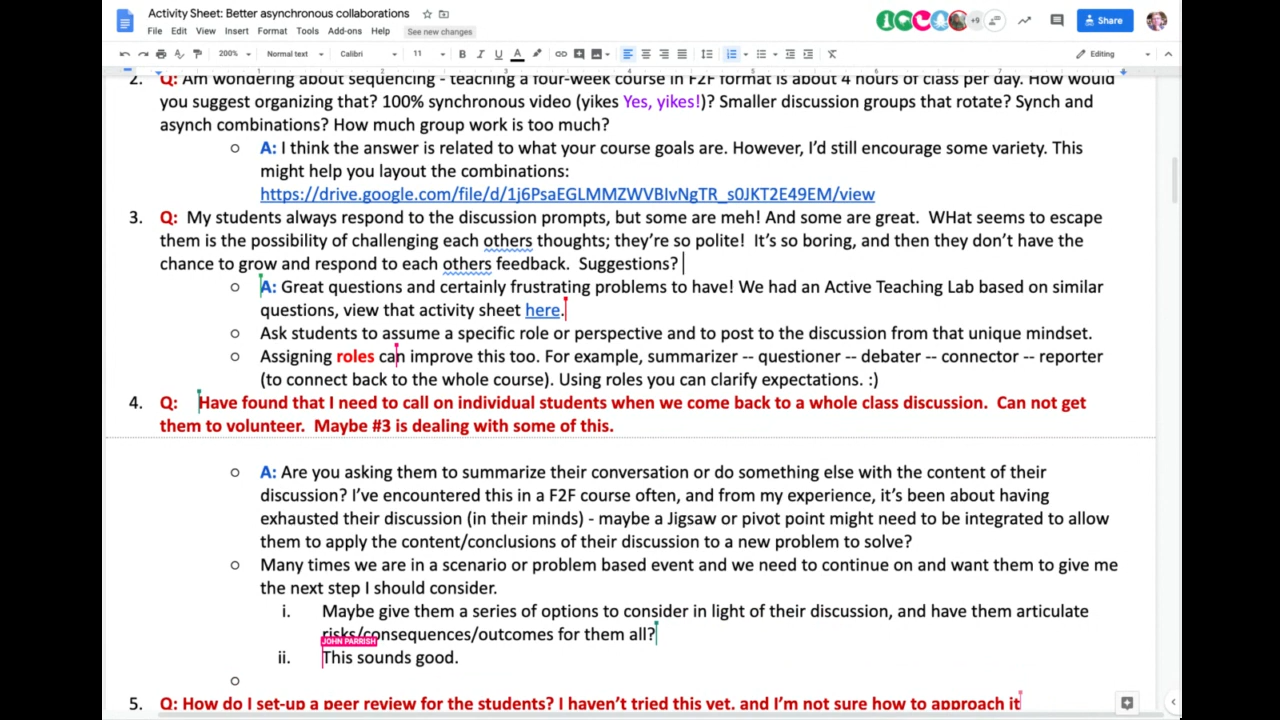 Activity Sheet: Better asynchronous collaborations
File Edit View Insert Format Tools Add-ons Help See new changes
+9
Share
200% Normal text Calibri 11 B I U A Editing
1 2 3 4 5 6 7
2. Q: Am wondering about sequencing - teaching a four-week course in F2F format is about 4 hours of class per day. How would
you suggest organizing that? 100% synchronous video (yikes Yes, yikes!)? Smaller discussion groups that rotate? Synch and
asynch combinations? How much group work is too much?
○ A: I think the answer is related to what your course goals are. However, I'd still encourage some variety. This
might help you layout the combinations:
https://drive.google.com/file/d/1j6PsaEGLMMZWVBIvNgTR_s0JKT2E49EM/view
3. Q: My students always respond to the discussion prompts, but some are meh! And some are great. WHat seems to escape
them is the possibility of challenging each others thoughts; they're so polite! It's so boring, and then they don't have the
chance to grow and respond to each others feedback. Suggestions?
○ A: Great questions and certainly frustrating problems to have! We had an Active Teaching Lab based on similar
questions, view that activity sheet here.
○ Ask students to assume a specific role or perspective and to post to the discussion from that unique mindset.
○ Assigning roles can improve this too. For example, summarizer -- questioner -- debater -- connector -- reporter
(to connect back to the whole course). Using roles you can clarify expectations. :)
4. Q: Have found that I need to call on individual students when we come back to a whole class discussion. Can not get
them to volunteer. Maybe #3 is dealing with some of this.
○ A: Are you asking them to summarize their conversation or do something else with the content of their
discussion? I've encountered this in a F2F course often, and from my experience, it's been about having
exhausted their discussion (in their minds) - maybe a Jigsaw or pivot point might need to be integrated to allow
them to apply the content/conclusions of their discussion to a new problem to solve?
○ Many times we are in a scenario or problem based event and we need to continue on and want them to give me
the next step I should consider.
i. Maybe give them a series of options to consider in light of their discussion, and have them articulate
risks/consequences/outcomes for them all?
JOHN PARRISH
ii. This sounds good.
○
5. Q: How do I set-up a peer review for the students? I haven't tried this yet, and I'm not sure how to approach it